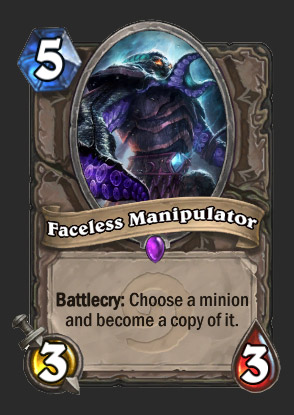 5
Faceless Manipulator
Battlecry: Choose a minion
and become a copy of it.
3 3